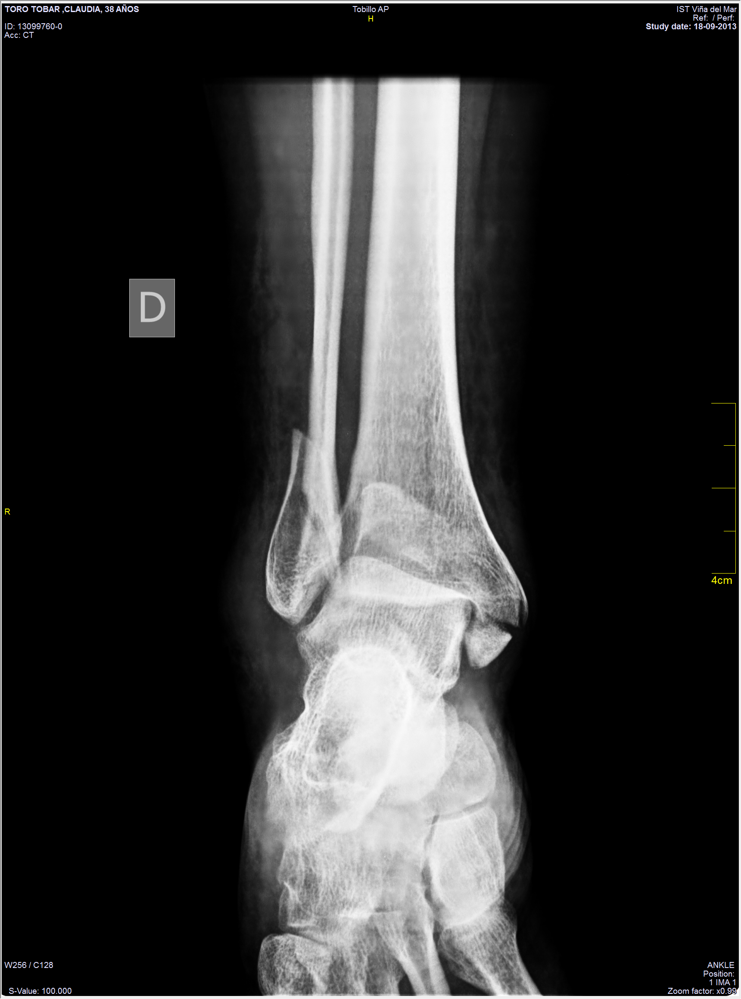 TORO TOBAR ,CLAUDIA, 38 AÑOS
ID: 13099760-0
Acc: CT
Tobillo AP
H
IST Viña del Mar
Ref:  / Perf:
Study date: 18-09-2013
D
R
4cm
W256 / C128
S-Value: 100.000
ANKLE
Position:
1 IMA 1
Zoom factor: x0.99